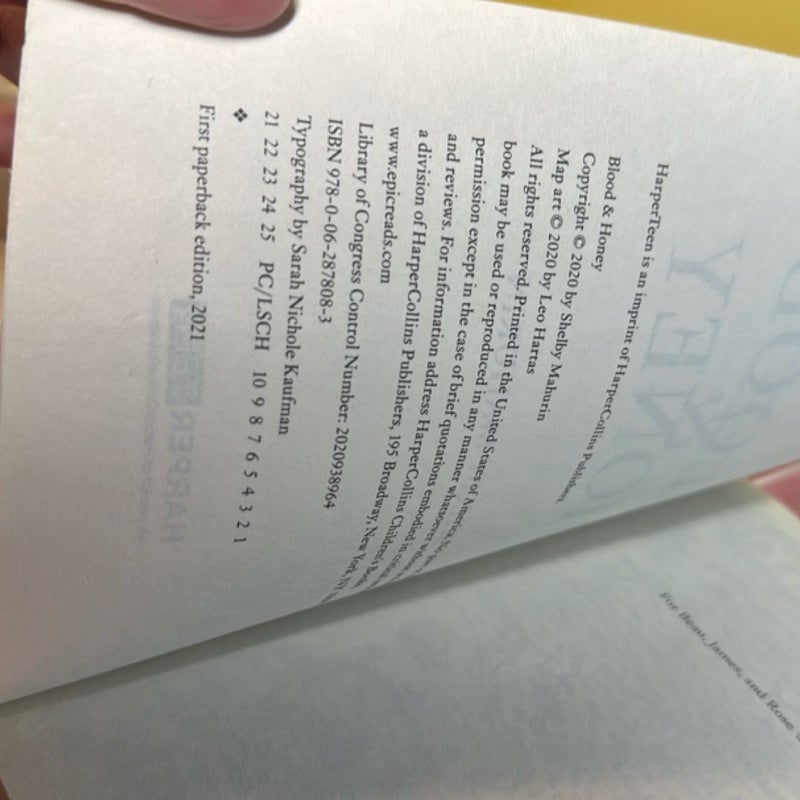 HarperTeen is an imprint of HarperCollins Publishers
Blood & Honey
Copyright © 2020 by Shelby Mahurin
Map art © 2020 by Leo Hartas
All rights reserved. Printed in the United States of America. No
book may be used or reproduced in any manner whatsoever
permission except in the case of brief quotations embodied in
and reviews. For information address HarperCollins Children's
a division of HarperCollins Publishers, 195 Broadway, New York, NY
www.epicreads.com
Library of Congress Control Number: 2020938964
ISBN 978-0-06-287808-3
Typography by Sarah Nichole Kaufman
21 22 23 24 25 PC/LSCH 10 9 8 7 6 5 4 3 2 1
❖
First paperback edition, 2021
For Beau, James, and Rose